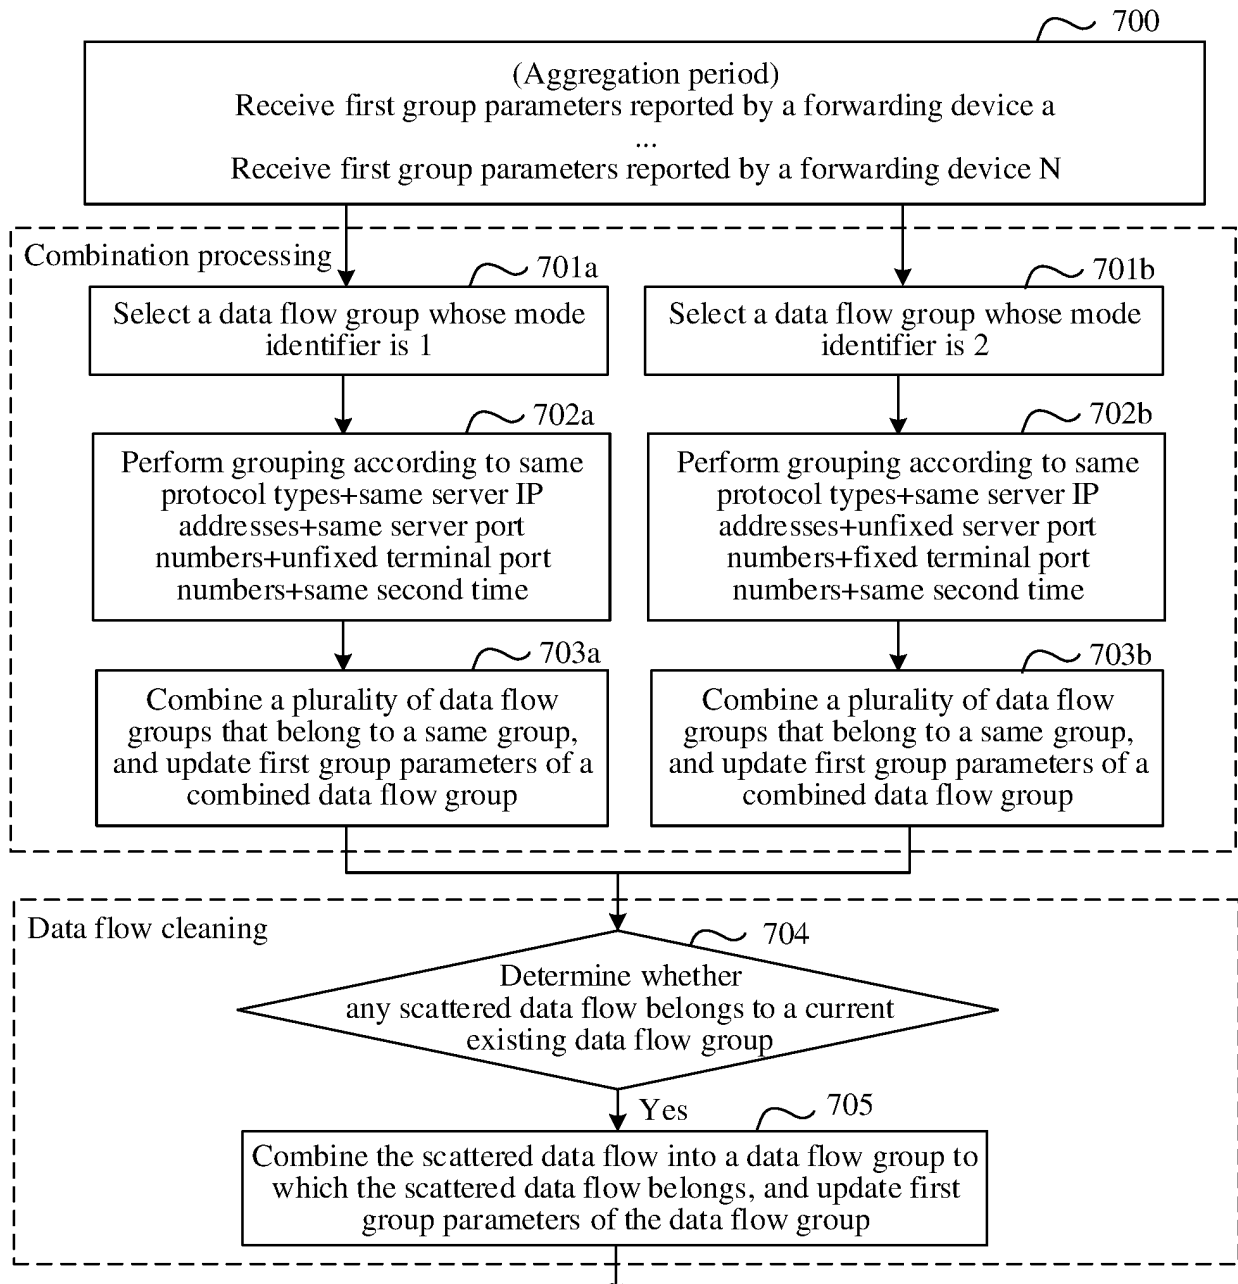 700
(Aggregation period)
Receive first group parameters reported by a forwarding device a
...
Receive first group parameters reported by a forwarding device N
Combination processing
701a
Select a data flow group whose mode
identifier is 1
701b
Select a data flow group whose mode
identifier is 2
702a
Perform grouping according to same
protocol types+same server IP
addresses+same server port
numbers+unfixed terminal port
numbers+same second time
702b
Perform grouping according to same
protocol types+same server IP
addresses+unfixed server port
numbers+fixed terminal port
numbers+same second time
703a
Combine a plurality of data flow
groups that belong to a same group,
and update first group parameters of a
combined data flow group
703b
Combine a plurality of data flow
groups that belong to a same group,
and update first group parameters of a
combined data flow group
Data flow cleaning
704
Determine whether
any scattered data flow belongs to a current
existing data flow group
Yes
705
Combine the scattered data flow into a data flow group to
which the scattered data flow belongs, and update first
group parameters of the data flow group